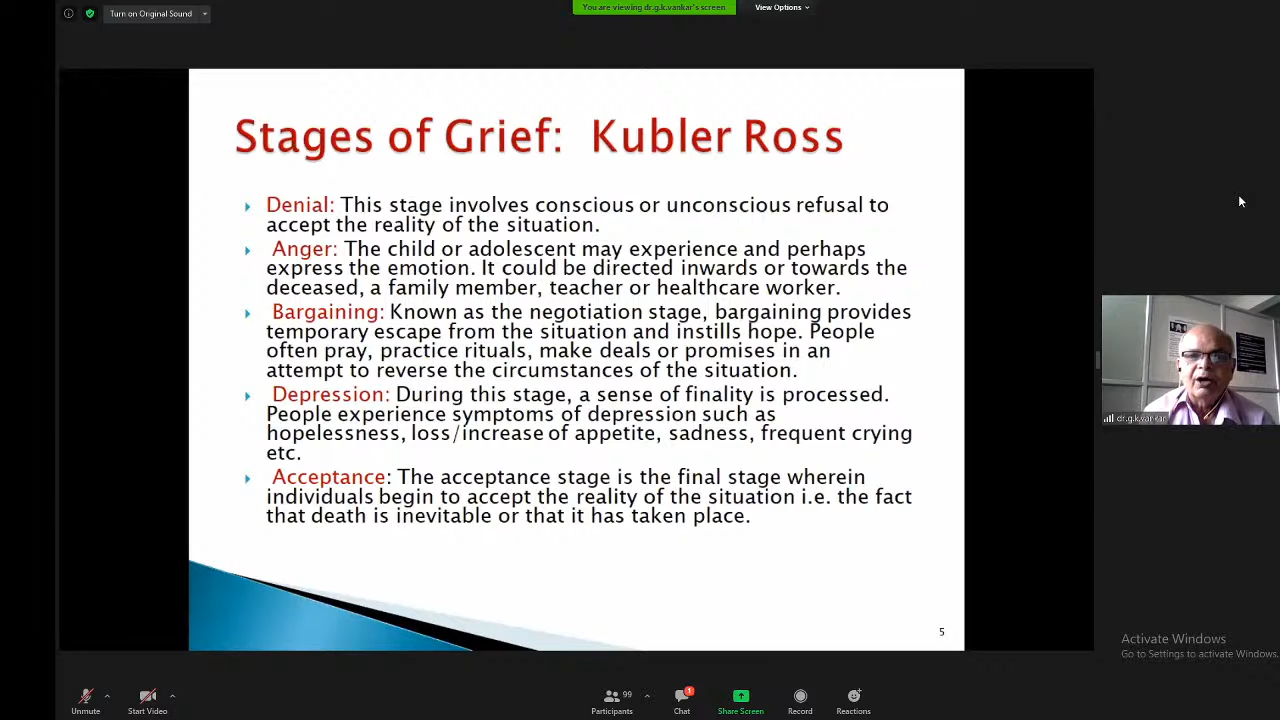 Turn on Original Sound
You are viewing dr.g.k.vankar's screen
View Options
Stages of Grief: Kubler Ross
Denial: This stage involves conscious or unconscious refusal to
accept the reality of the situation.
Anger: The child or adolescent may experience and perhaps
express the emotion. It could be directed inwards or towards the
deceased, a family member, teacher or healthcare worker.
Bargaining: Known as the negotiation stage, bargaining provides
temporary escape from the situation and instills hope. People
often pray, practice rituals, make deals or promises in an
attempt to reverse the circumstances of the situation.
Depression: During this stage, a sense of finality is processed.
People experience symptoms of depression such as
hopelessness, loss/increase of appetite, sadness, frequent crying
etc.
Acceptance: The acceptance stage is the final stage wherein
individuals begin to accept the reality of the situation i.e. the fact
that death is inevitable or that it has taken place.
5
dr.g.k.vankar
Activate Windows
Go to Settings to activate Windows.
Unmute
Start Video
99
Participants
1
Chat
Share Screen
Record
Reactions